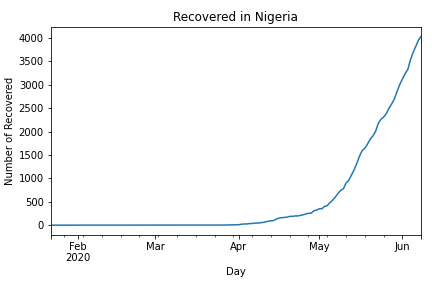 Recovered in Nigeria
Number of Recovered
4000
3500
3000
2500
2000
1500
1000
500
0
Feb
2020
Mar
Apr
May
Jun
Day